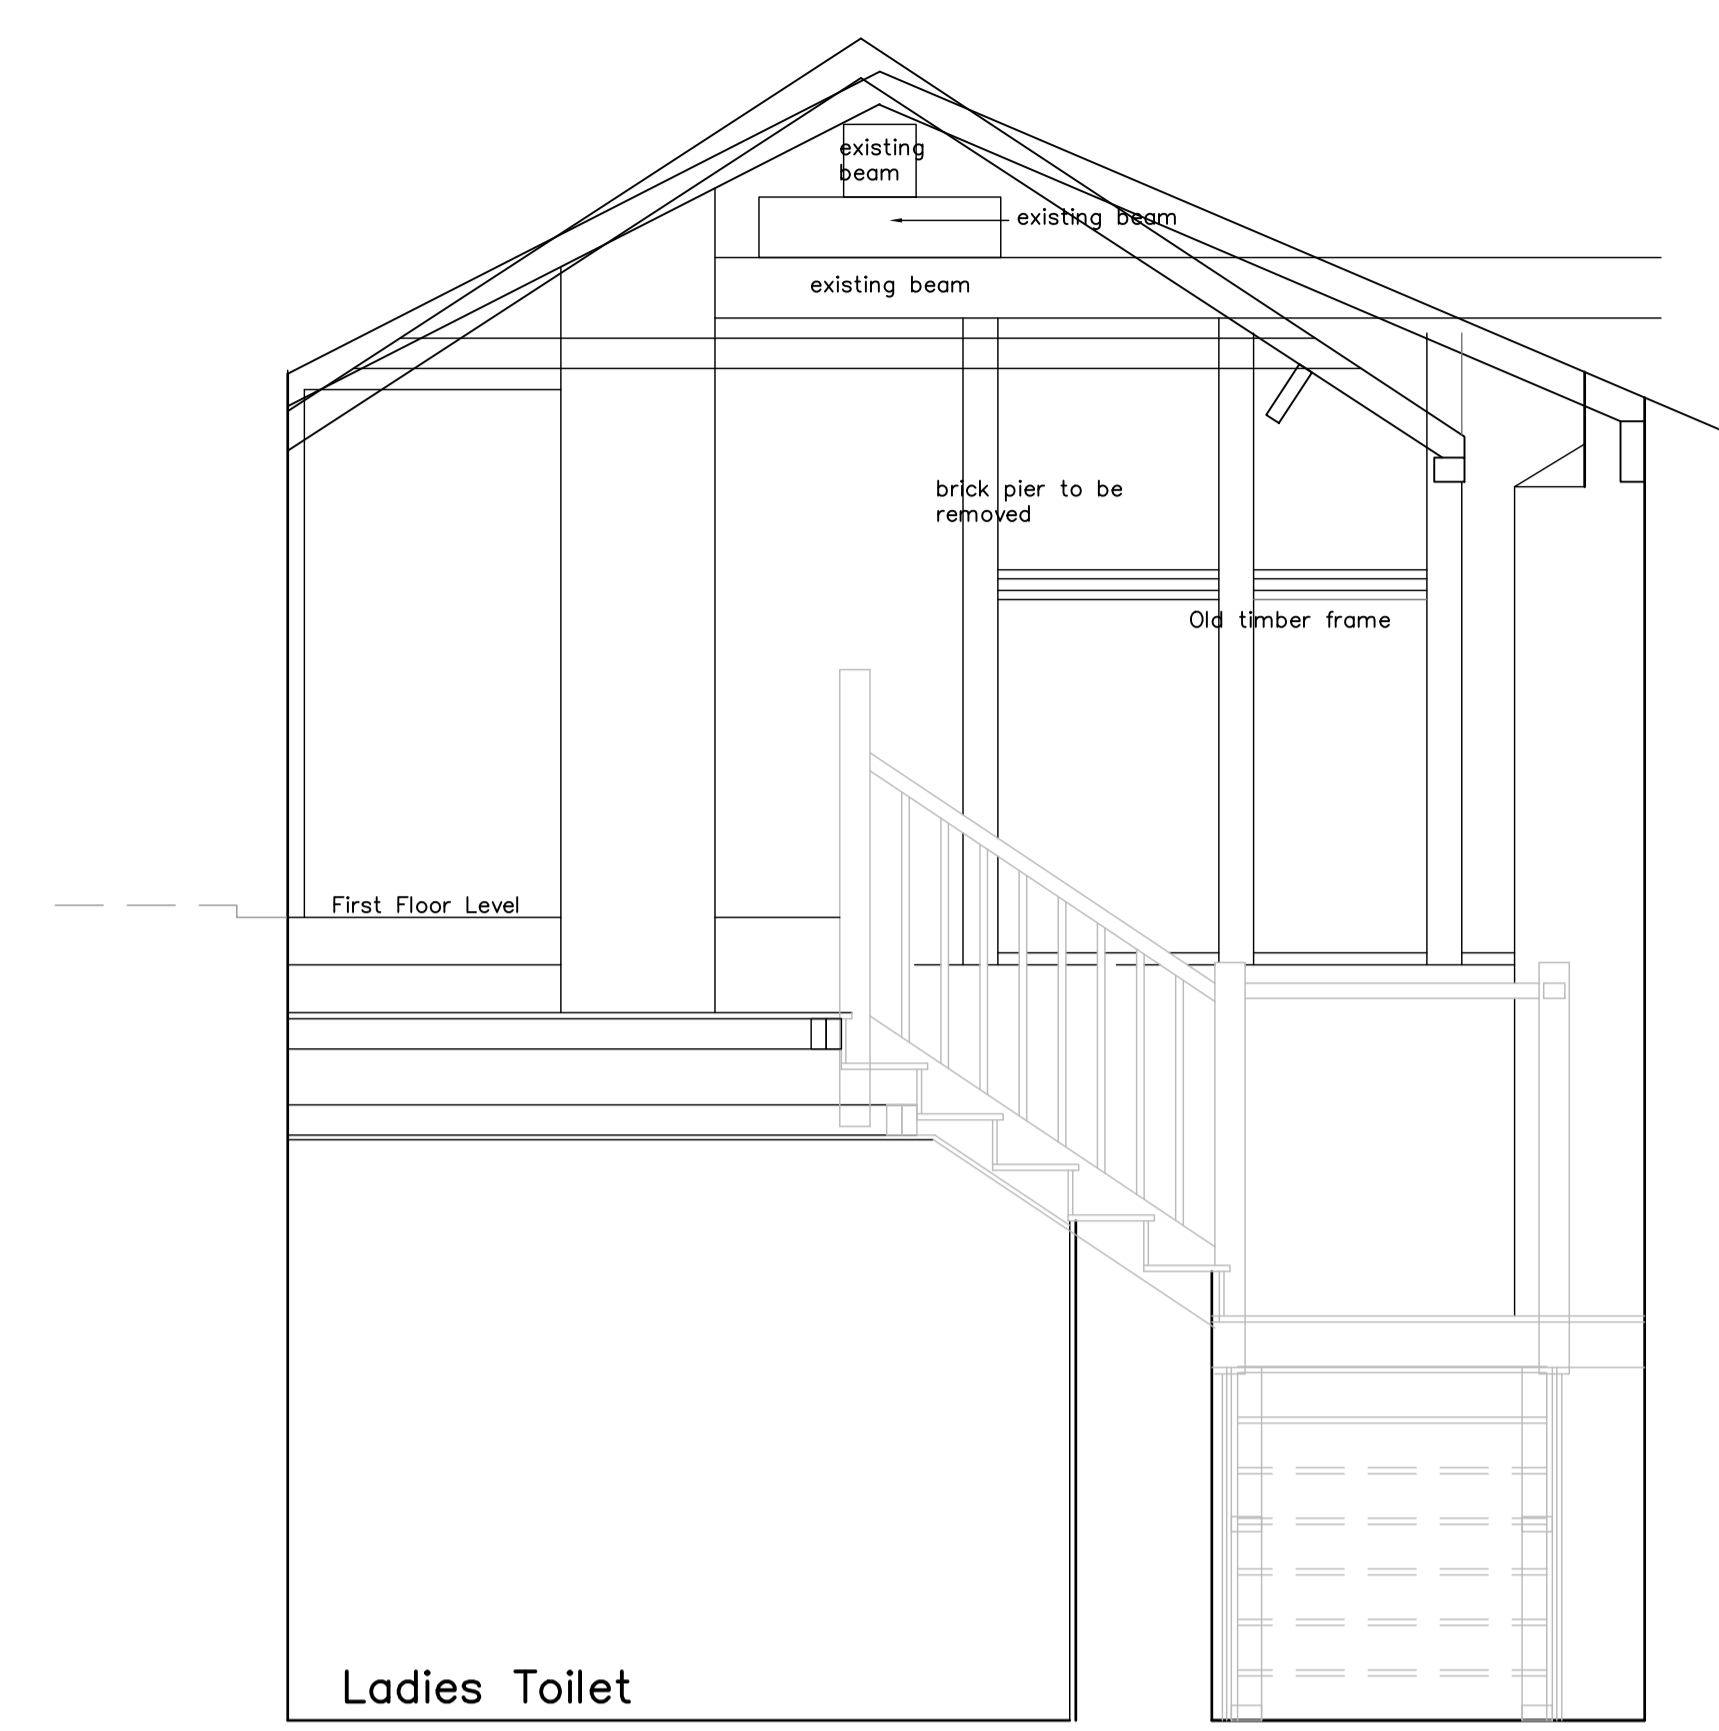 existing
beam
existing beam
existing beam
brick pier to be
removed
Old timber frame
First Floor Level
Ladies Toilet